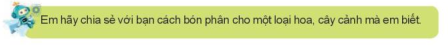 Em hãy chia sẻ với bạn cách bón phân cho một loại hoa, cây cảnh mà em biết.